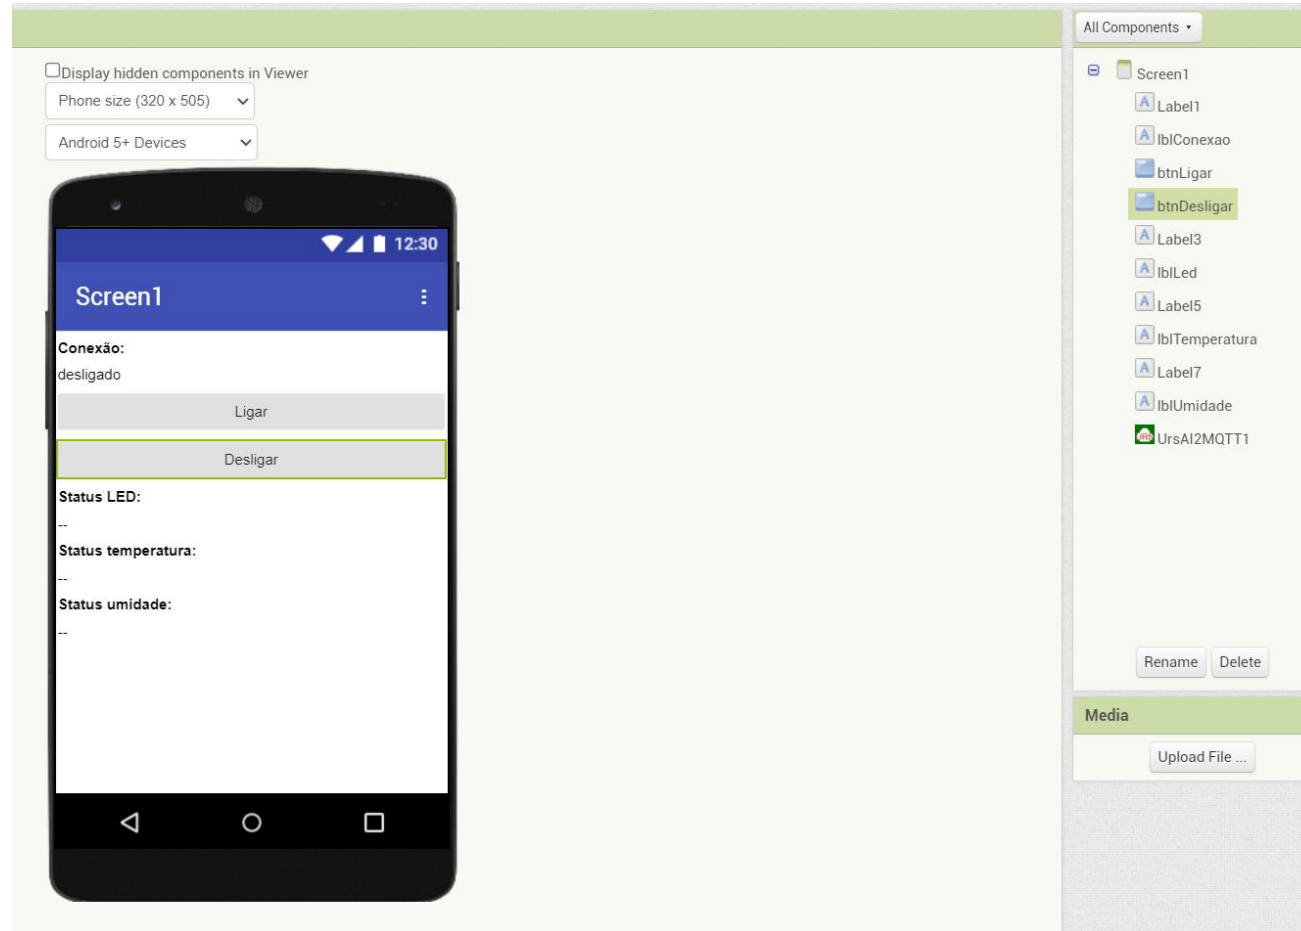 All Components
Display hidden components in Viewer
Phone size (320 x 505)
Android 5+ Devices
12:30
Screen1
Conexão:
desligado
Ligar
Desligar
Status LED:
--
Status temperatura:
--
Status umidade:
--
Screen1
A Label1
A lblConexao
btnLigar
btnDesligar
A Label3
A lblLed
A Label5
A lblTemperatura
A Label7
A lblUmidade
URS UrsAI2MQTT1
Rename Delete
Media
Upload File ...